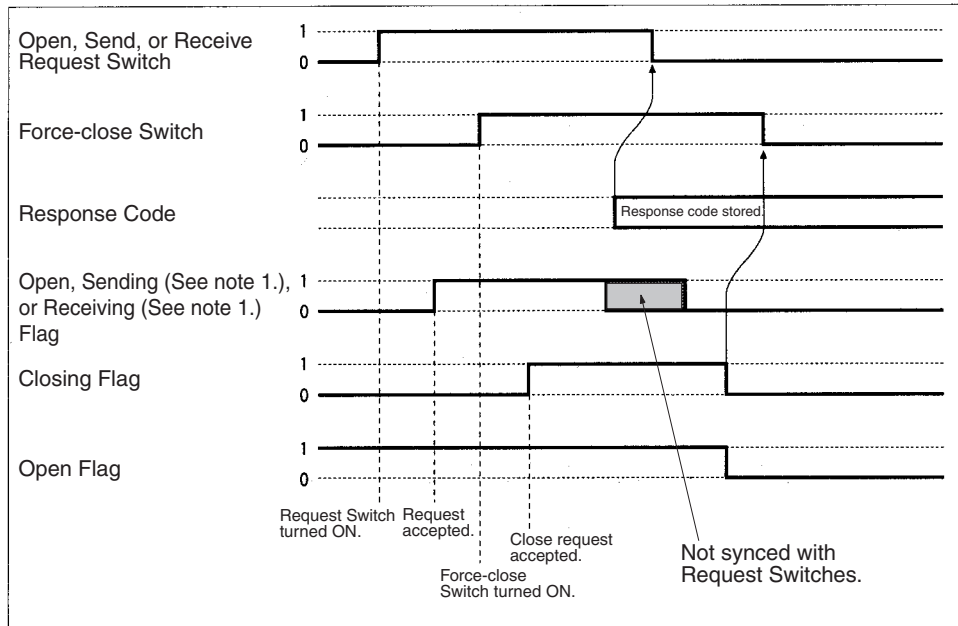 Open, Send, or Receive
Request Switch
1
0
Force-close Switch
1
0
Response Code
Response code stored.
Open, Sending (See note 1.),
or Receiving (See note 1.)
Flag
1
0
Closing Flag
1
0
Open Flag
1
0
Request Switch
turned ON.
Request
accepted.
Close request
accepted.
Force-close
Switch turned ON.
Not synced with
Request Switches.